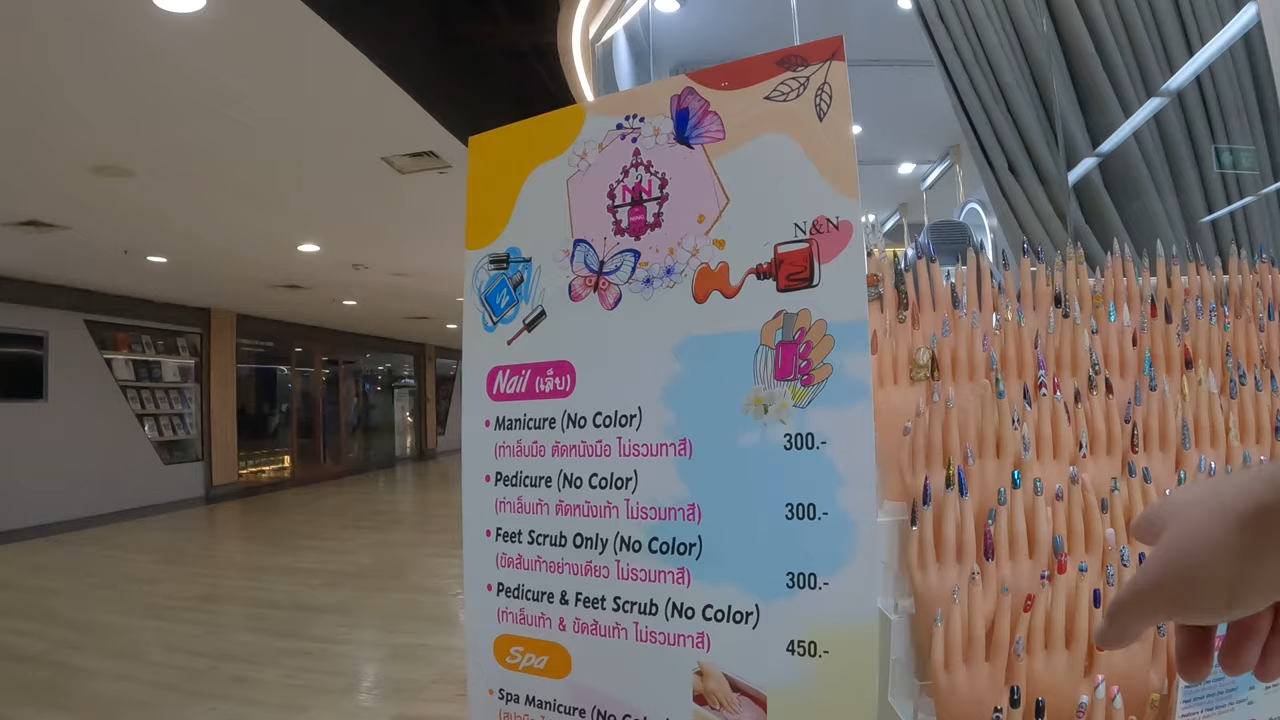 NN
N&N
Nail (เล็บ)
• Manicure (No Color)
(ทำเล็บมือ ตัดหนังมือ ไม่รวมทาสี)
300.-
• Pedicure (No Color)
(ทำเล็บเท้า ตัดหนังเท้า ไม่รวมทาสี)
300.-
• Feet Scrub Only (No Color)
(ขัดส้นเท้าอย่างเดียว ไม่รวมทาสี)
300.-
• Pedicure & Feet Scrub (No Color)
(ทำเล็บเท้า & ขัดส้นเท้า ไม่รวมทาสี)
450.-
Spa
• Spa Manicure (No Color)